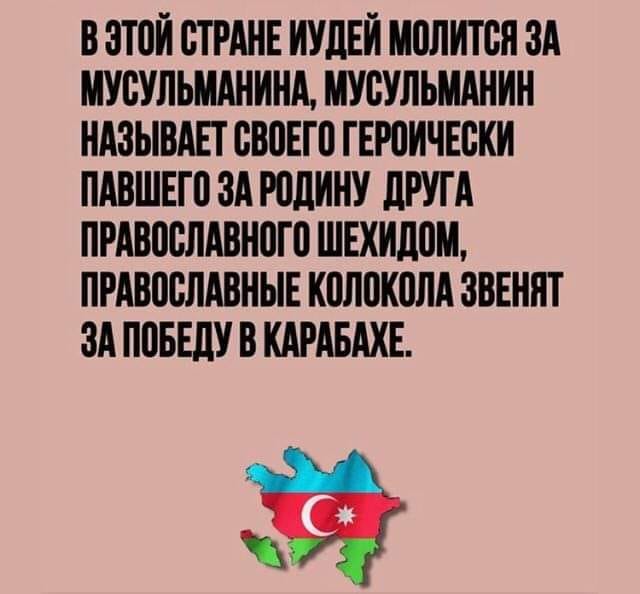 В ЭТОЙ СТРАНЕ ИУДЕЙ МОЛИТСЯ ЗА
МУСУЛЬМАНИНА, МУСУЛЬМАНИН
НАЗЫВАЕТ СВОЕГО ГЕРОИЧЕСКИ
ПАВШЕГО ЗА РОДИНУ ДРУГА
ПРАВОСЛАВНОГО ШЕХИДОМ,
ПРАВОСЛАВНЫЕ КОЛОКОЛА ЗВЕНЯТ
ЗА ПОБЕДУ В КАРАБАХЕ.